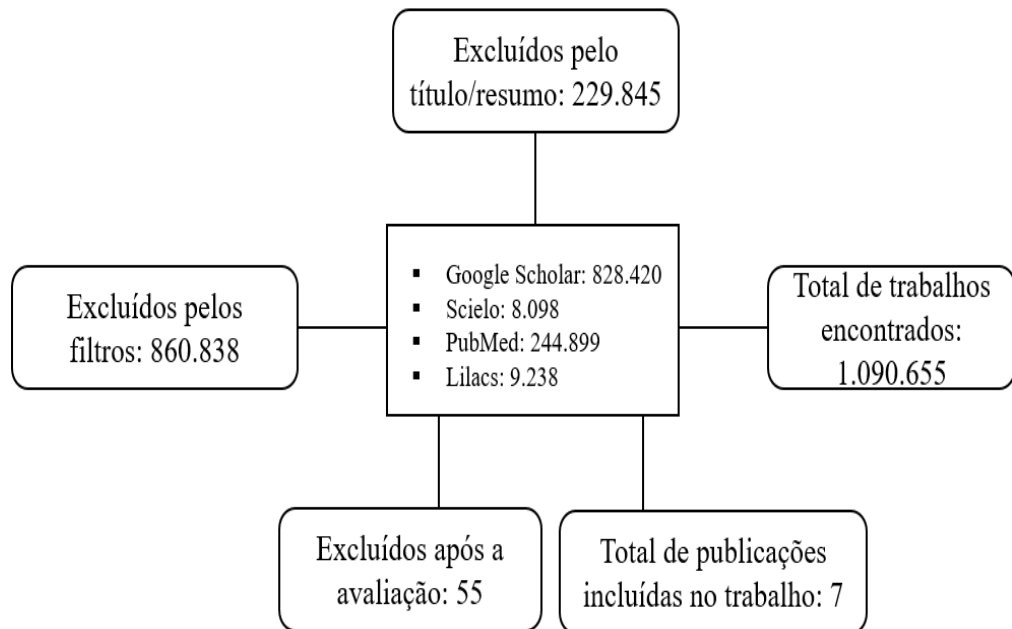 Excluídos pelo
título/resumo: 229.845
▪ Google Scholar: 828.420
▪ Scielo: 8.098
▪ PubMed: 244.899
▪ Lilacs: 9.238
Excluídos pelos
filtros: 860.838
Total de trabalhos
encontrados:
1.090.655
Excluídos após a
avaliação: 55
Total de publicações
incluídas no trabalho: 7